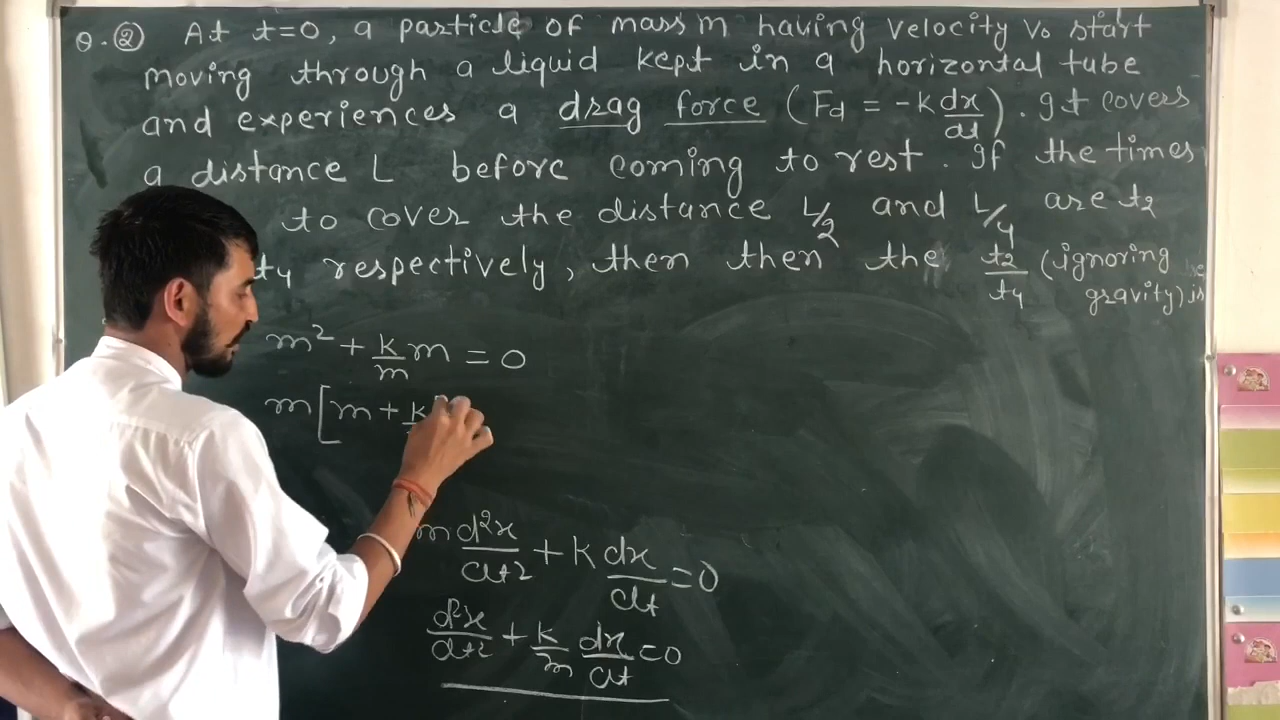 Q.② At t=0, a particle of mass m having velocity V₀ start
moving through a liquid kept in a horizontal tube
and experiences a drag force (Fd = -k dx/dt). It covers
a distance L before coming to rest. If the times
to cover the distance L/2 and L/4 are t2
t4 respectively, then then the t2/t4 (ignoring
gravity) is
m² + k/m m = 0
m[m + k
m d²x/dt² + k dx/dt = 0
d²x/dt² + k/m dx/dt = 0